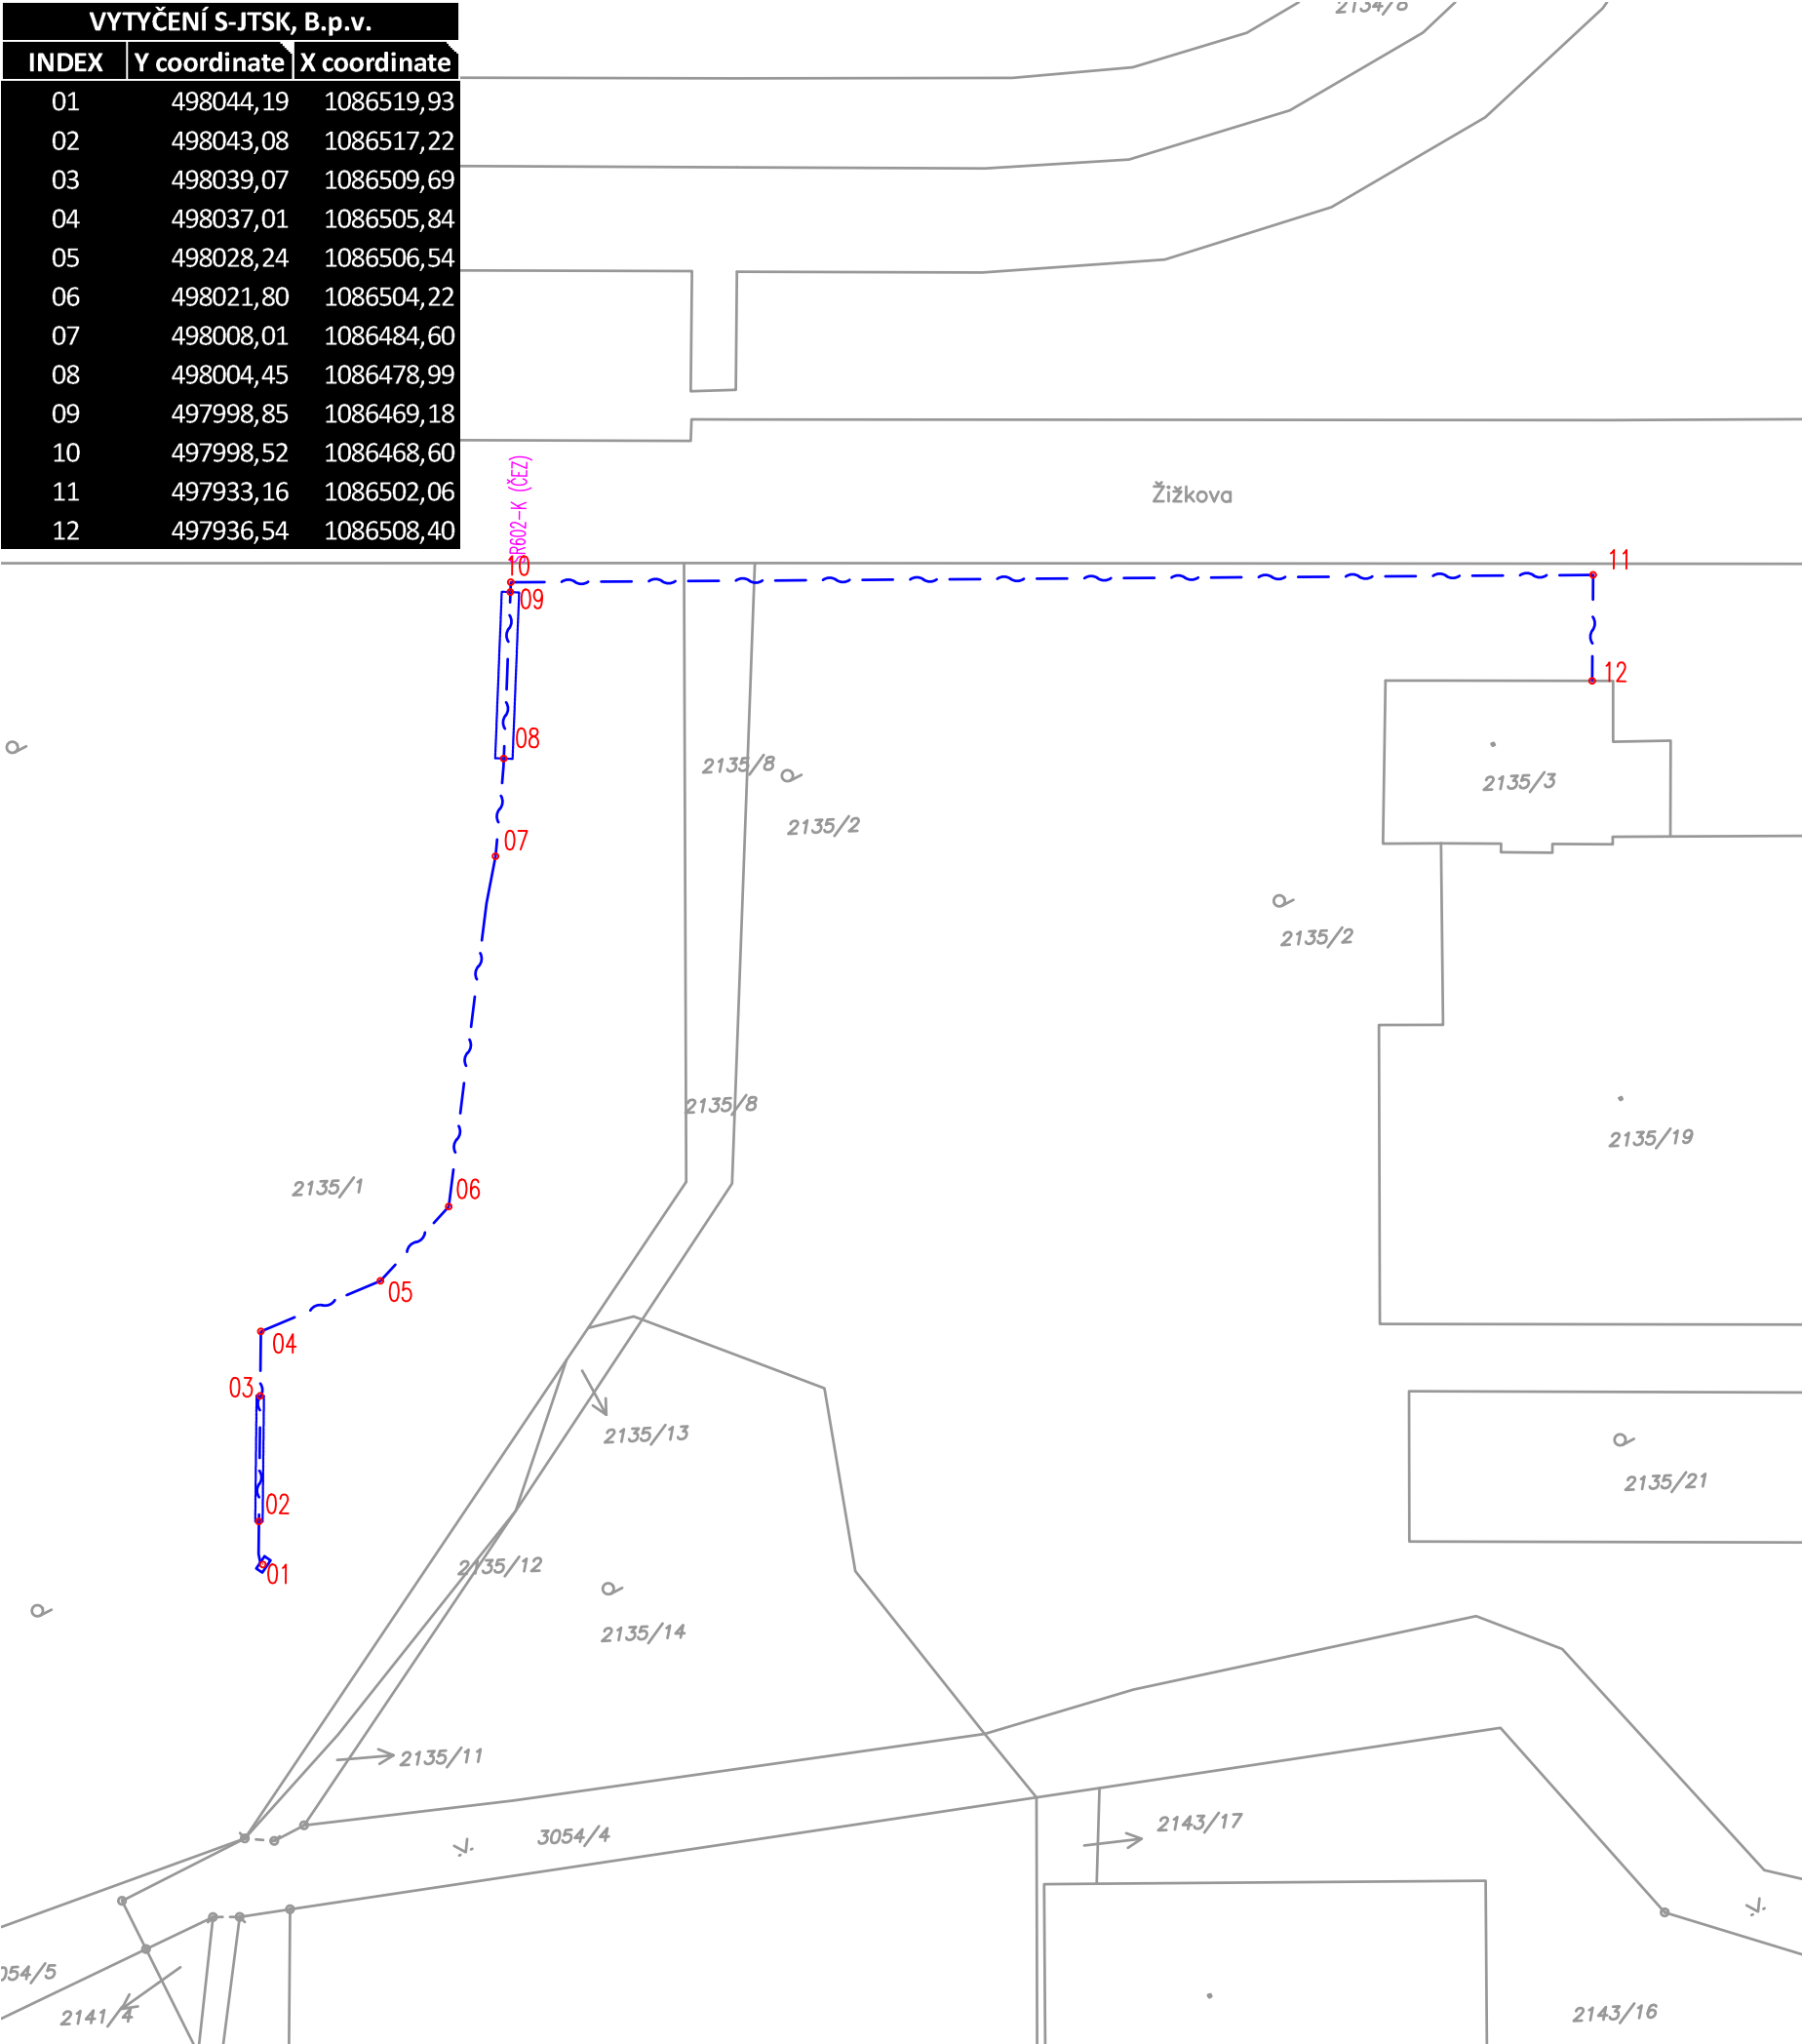 VYTYČENÍ S-JTSK, B.p.v.
INDEX Y coordinate X coordinate
01 498044,19 1086519,93
02 498043,08 1086517,22
03 498039,07 1086509,69
04 498037,01 1086505,84
05 498028,24 1086506,54
06 498021,80 1086504,22
07 498008,01 1086484,60
08 498004,45 1086478,99
09 497998,85 1086469,18
10 497998,52 1086468,60
11 497933,16 1086502,06
12 497936,54 1086508,40
SR602-K (ČEZ)
Žižkova
10
11
09
12
08
2135/8
2135/3
2135/2
07
2135/2
2135/8
2135/19
2135/1
06
05
04
03
2135/13
2135/21
02
2135/12
01
2135/14
2135/11
2143/17
3054/4
2141/4
2143/16